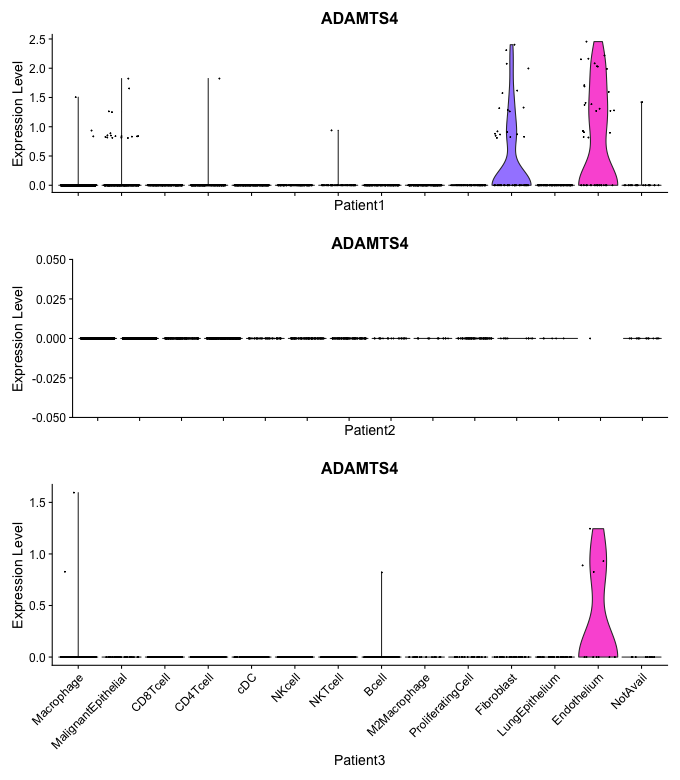 ADAMTS4
Expression Level
2.5
2.0
1.5
1.0
0.5
0.0
Patient1
ADAMTS4
Expression Level
0.050
0.025
0.000
-0.025
-0.050
Patient2
ADAMTS4
Expression Level
1.5
1.0
0.5
0.0
Macrophage
MalignantEpithelial
CD8Tcell
CD4Tcell
cDC
NKcell
NKTcell
Bcell
M2Macrophage
ProliferatingCell
Fibroblast
LungEpithelium
Endothelium
NotAvail
Patient3